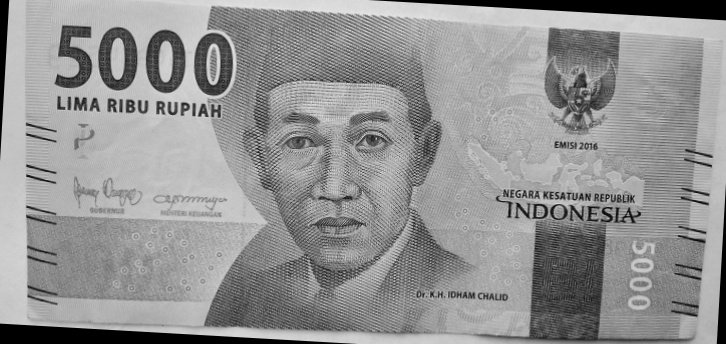 5000
LIMA RIBU RUPIAH
EMISI 2016
NEGARA KESATUAN REPUBLIK
INDONESIA
GUBERNUR
MENTERI KEUANGAN
Dr. K.H. IDHAM CHALID
5000